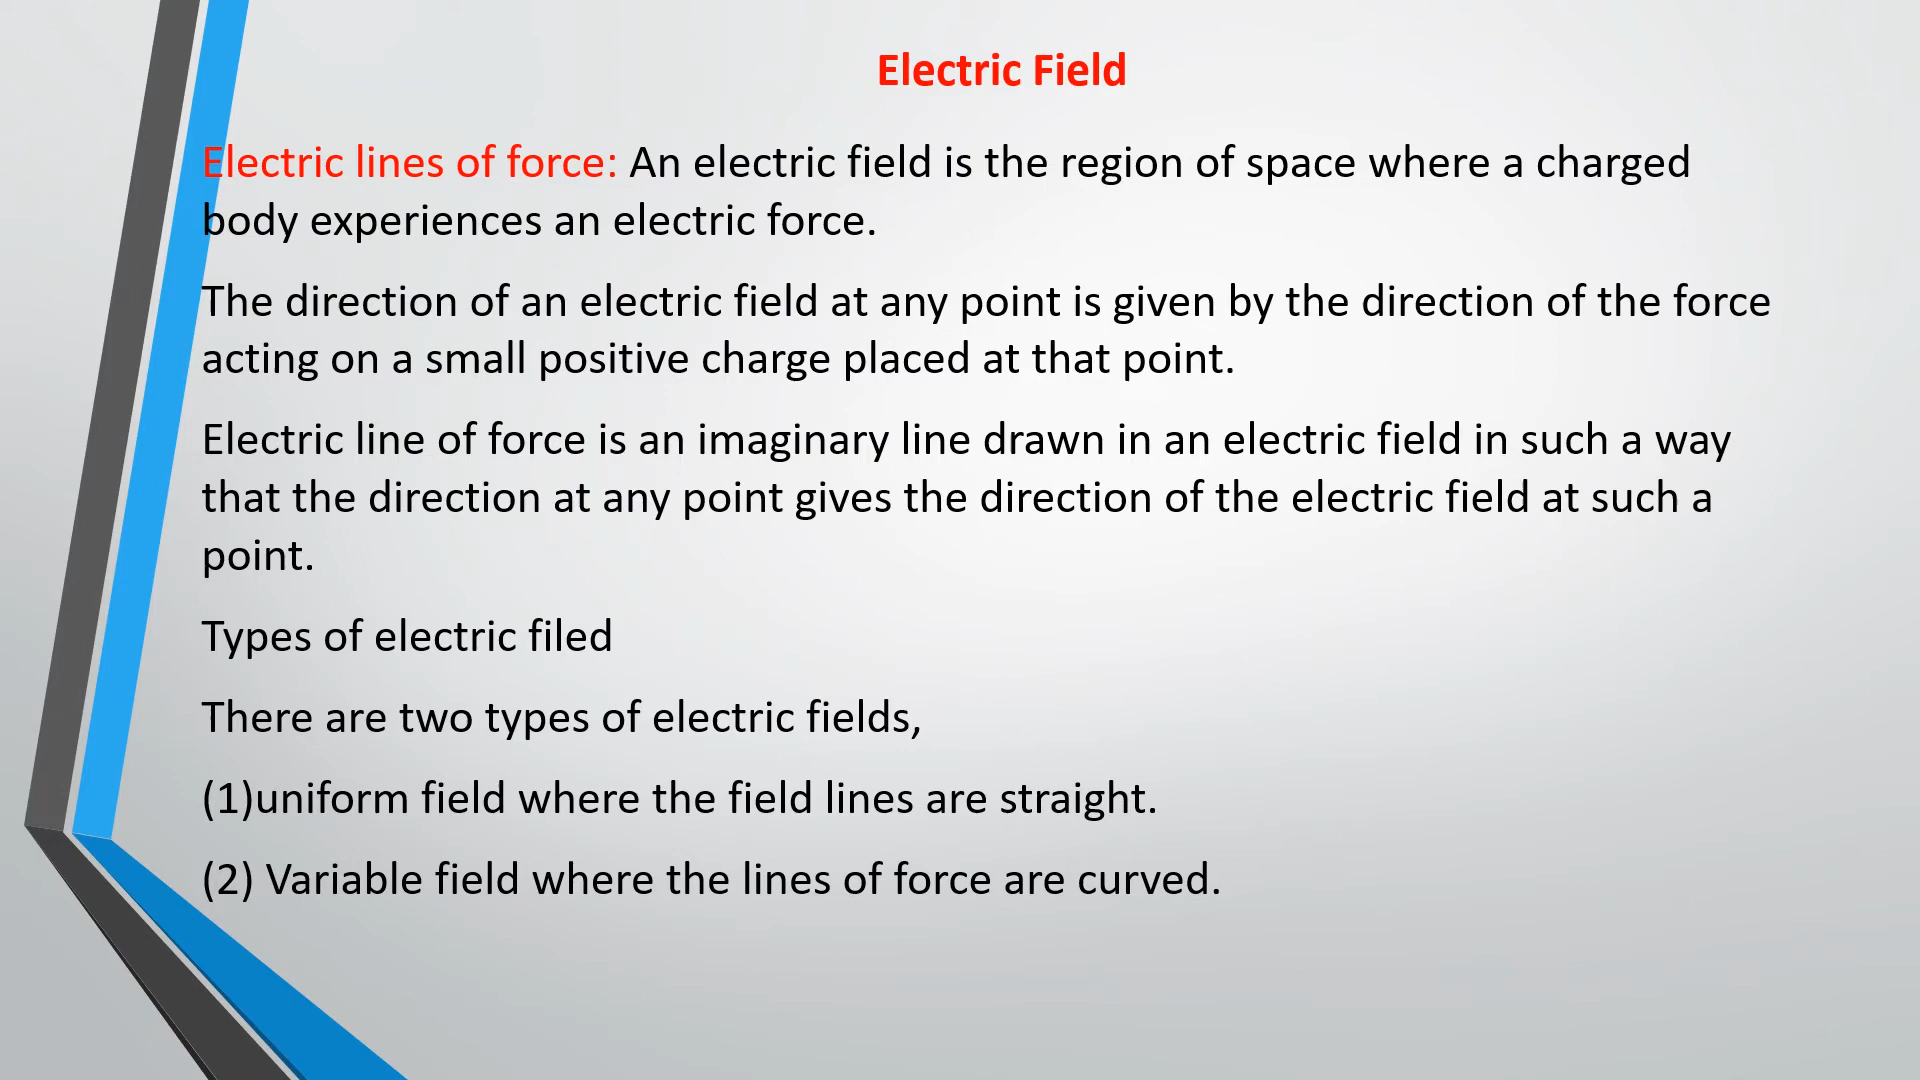 Electric Field
Electric lines of force: An electric field is the region of space where a charged
body experiences an electric force.
The direction of an electric field at any point is given by the direction of the force
acting on a small positive charge placed at that point.
Electric line of force is an imaginary line drawn in an electric field in such a way
that the direction at any point gives the direction of the electric field at such a
point.
Types of electric filed
There are two types of electric fields,
(1)uniform field where the field lines are straight.
(2) Variable field where the lines of force are curved.